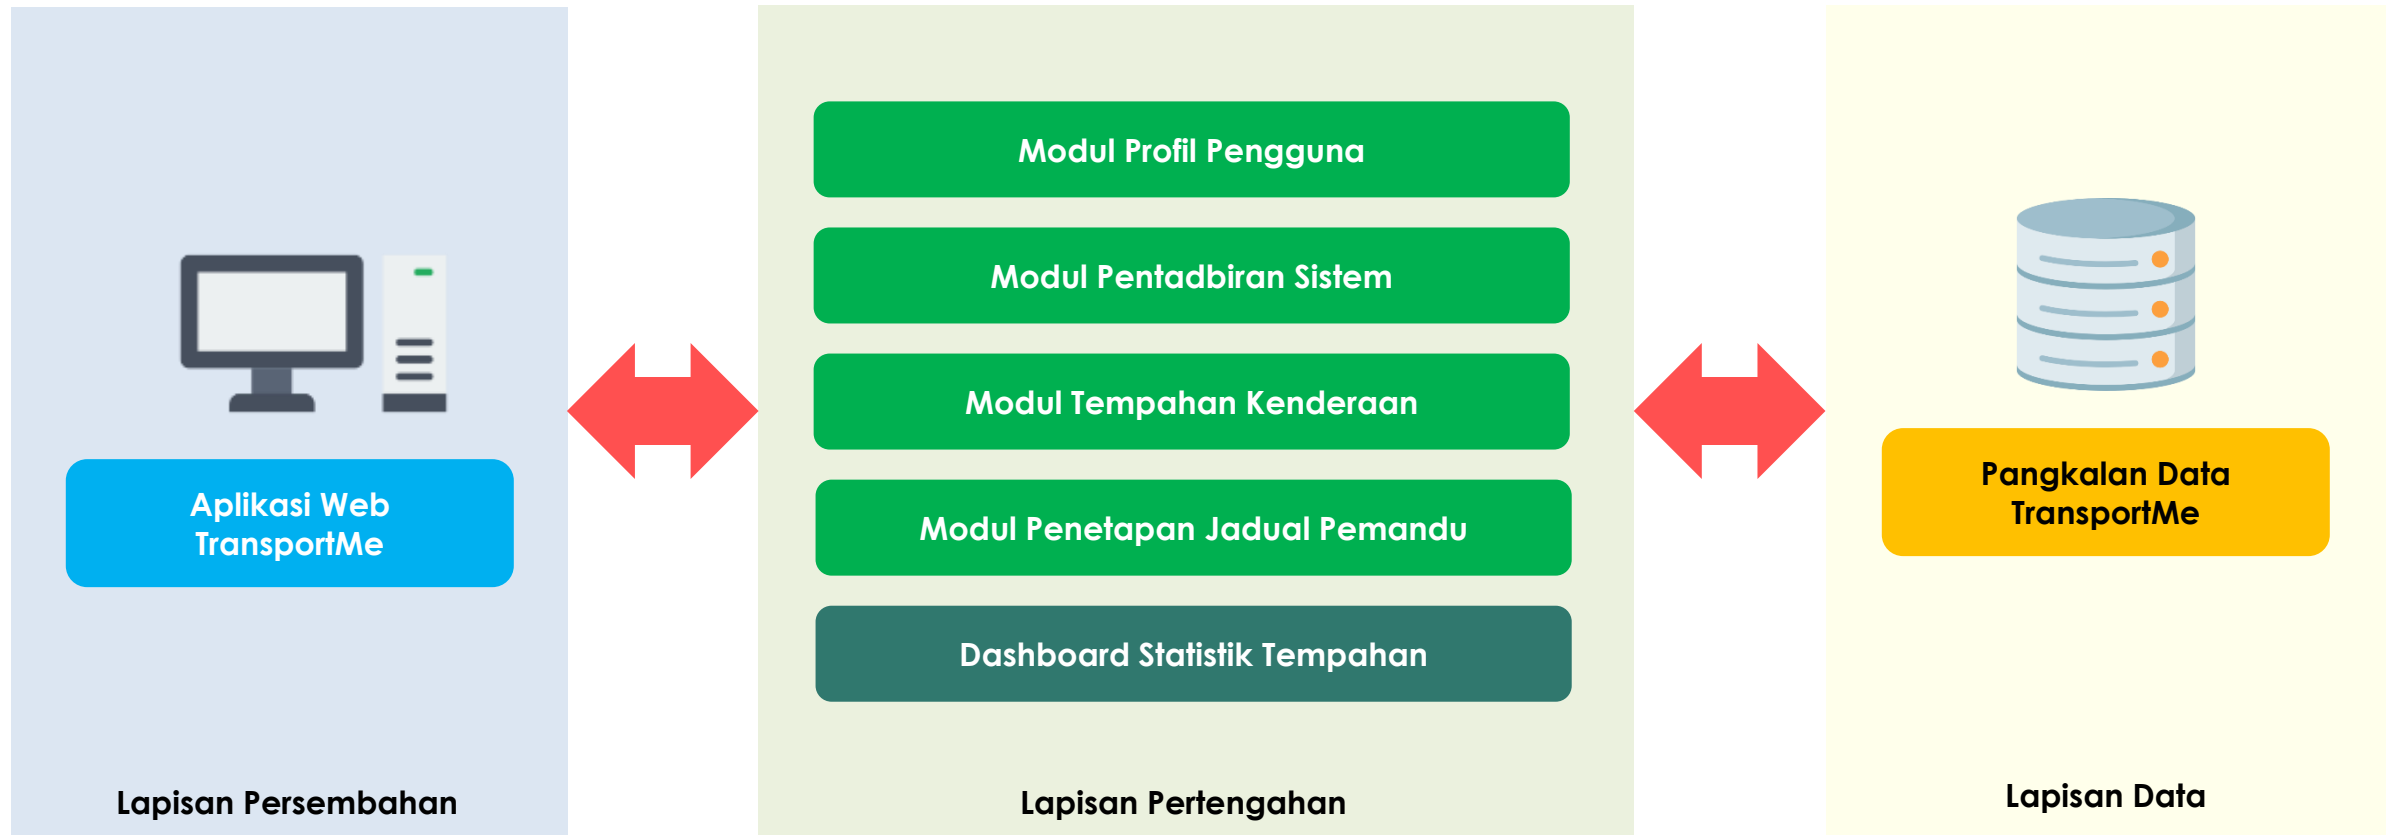 Aplikasi Web
TransportMe
Lapisan Persembahan
Modul Profil Pengguna
Modul Pentadbiran Sistem
Modul Tempahan Kenderaan
Modul Penetapan Jadual Pemandu
Dashboard Statistik Tempahan
Lapisan Pertengahan
Pangkalan Data
TransportMe
Lapisan Data